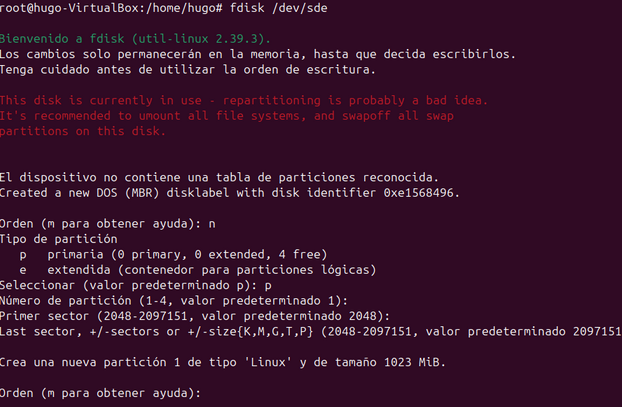 root@hugo-VirtualBox:/home/hugo# fdisk /dev/sde
Bienvenido a fdisk (util-linux 2.39.3).
Los cambios solo permanecerán en la memoria, hasta que decida escribirlos.
Tenga cuidado antes de utilizar la orden de escritura.
This disk is currently in use - repartitioning is probably a bad idea.
It's recommended to umount all file systems, and swapoff all swap
partitions on this disk.
El dispositivo no contiene una tabla de particiones reconocida.
Created a new DOS (MBR) disklabel with disk identifier 0xe1568496.
Orden (m para obtener ayuda): n
Tipo de partición
p primaria (0 primary, 0 extended, 4 free)
e extendida (contenedor para particiones lógicas)
Seleccionar (valor predeterminado p): p
Número de partición (1-4, valor predeterminado 1):
Primer sector (2048-2097151, valor predeterminado 2048):
Last sector, +/-sectors or +/-size{K,M,G,T,P} (2048-2097151, valor predeterminado 2097151
Crea una nueva partición 1 de tipo 'Linux' y de tamaño 1023 MiB.
Orden (m para obtener ayuda):